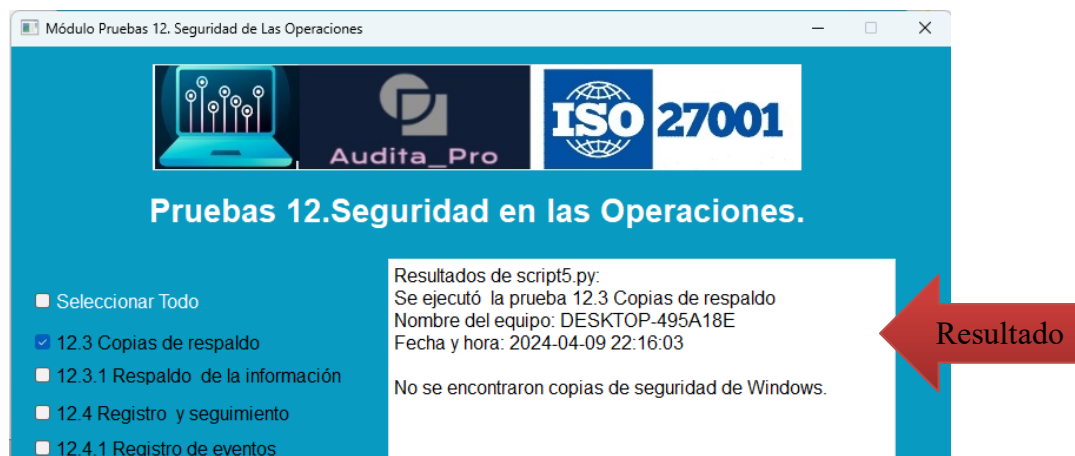 Módulo Pruebas 12. Seguridad de Las Operaciones
Audita_Pro
ISO 27001
Pruebas 12.Seguridad en las Operaciones.
Seleccionar Todo
12.3 Copias de respaldo
12.3.1 Respaldo de la información
12.4 Registro y seguimiento
12.4.1 Registro de eventos
Resultados de script5.py:
Se ejecutó la prueba 12.3 Copias de respaldo
Nombre del equipo: DESKTOP-495A18E
Fecha y hora: 2024-04-09 22:16:03
No se encontraron copias de seguridad de Windows.
Resultado